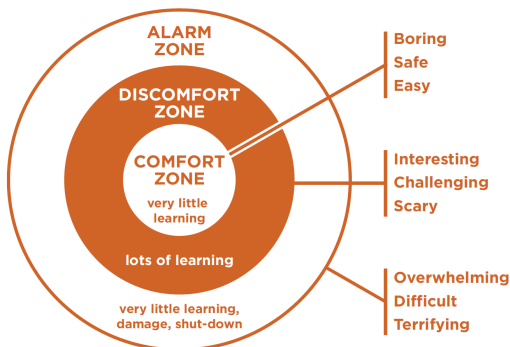 ALARM
ZONE
DISCOMFORT
ZONE
COMFORT
ZONE
very little
learning
lots of learning
very little learning,
damage, shut-down
Boring
Safe
Easy
Interesting
Challenging
Scary
Overwhelming
Difficult
Terrifying